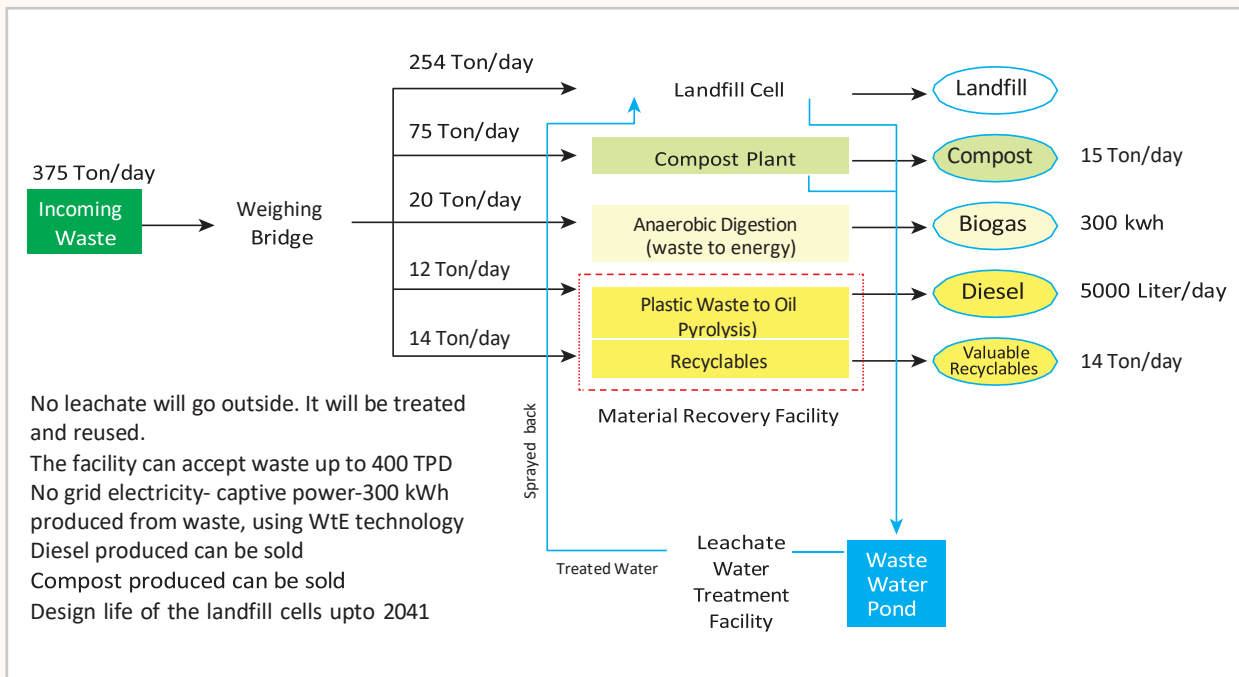 254 Ton/day
Landfill Cell
Landfill
75 Ton/day
Compost Plant
Compost
15 Ton/day
375 Ton/day
Incoming
Waste
Weighing
Bridge
20 Ton/day
Anaerobic Digestion
(waste to energy)
Biogas
300 kwh
12 Ton/day
Plastic Waste to Oil
Pyrolysis)
Diesel
5000 Liter/day
14 Ton/day
Recyclables
Valuable
Recyclables
14 Ton/day
Material Recovery Facility
No leachate will go outside. It will be treated
and reused.
The facility can accept waste up to 400 TPD
No grid electricity- captive power-300 kWh
produced from waste, using WtE technology
Diesel produced can be sold
Compost produced can be sold
Design life of the landfill cells upto 2041
Sprayed back
Treated Water
Leachate
Water
Treatment
Facility
Waste
Water
Pond